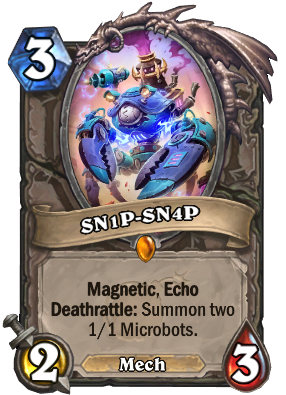 3
SN1P-SN4P
Magnetic, Echo
Deathrattle: Summon two
1/1 Microbots.
2
Mech
3